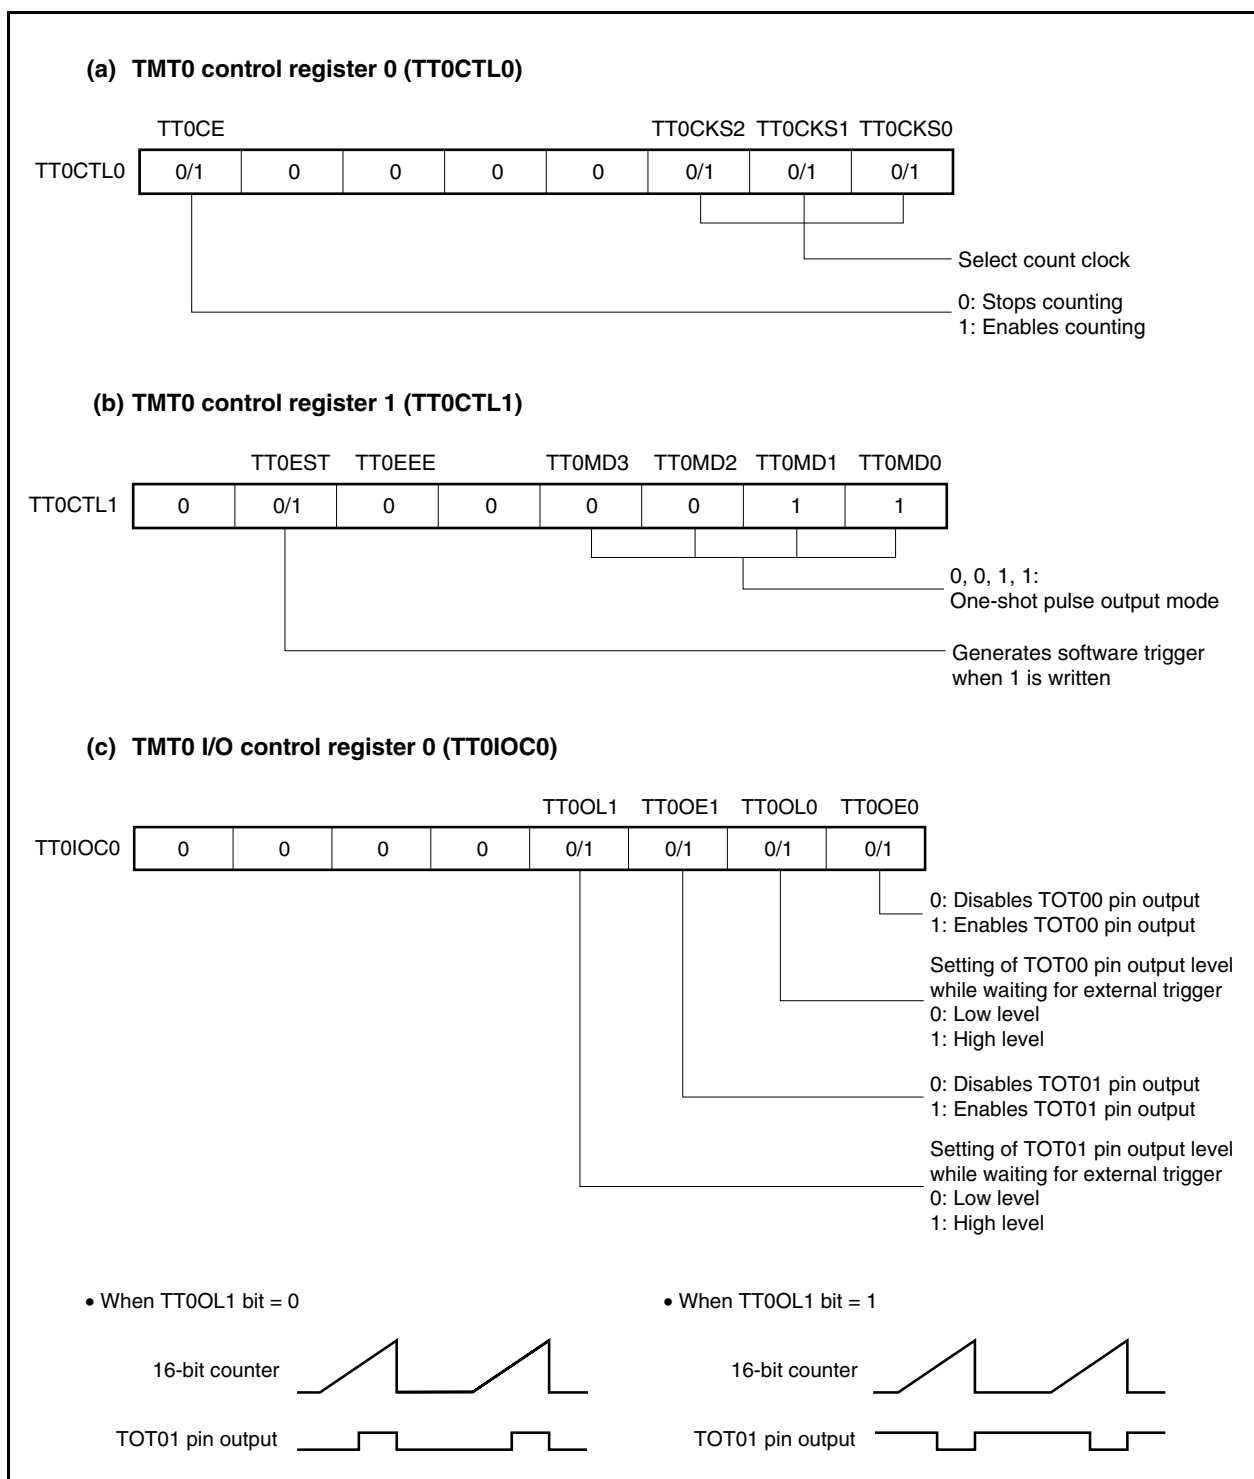 (a) TMT0 control register 0 (TT0CTL0)
TT0CE TT0CKS2 TT0CKS1 TT0CKS0
TT0CTL0 0/1 0 0 0 0 0/1 0/1 0/1
Select count clock
0: Stops counting
1: Enables counting
(b) TMT0 control register 1 (TT0CTL1)
TT0EST TT0EEE TT0MD3 TT0MD2 TT0MD1 TT0MD0
TT0CTL1 0 0/1 0 0 0 0 1 1
0, 0, 1, 1:
One-shot pulse output mode
Generates software trigger
when 1 is written
(c) TMT0 I/O control register 0 (TT0IOC0)
TT0OL1 TT0OE1 TT0OL0 TT0OE0
TT0IOC0 0 0 0 0 0/1 0/1 0/1 0/1
0: Disables TOT00 pin output
1: Enables TOT00 pin output
Setting of TOT00 pin output level
while waiting for external trigger
0: Low level
1: High level
0: Disables TOT01 pin output
1: Enables TOT01 pin output
Setting of TOT01 pin output level
while waiting for external trigger
0: Low level
1: High level
• When TT0OL1 bit = 0
16-bit counter
TOT01 pin output
• When TT0OL1 bit = 1
16-bit counter
TOT01 pin output